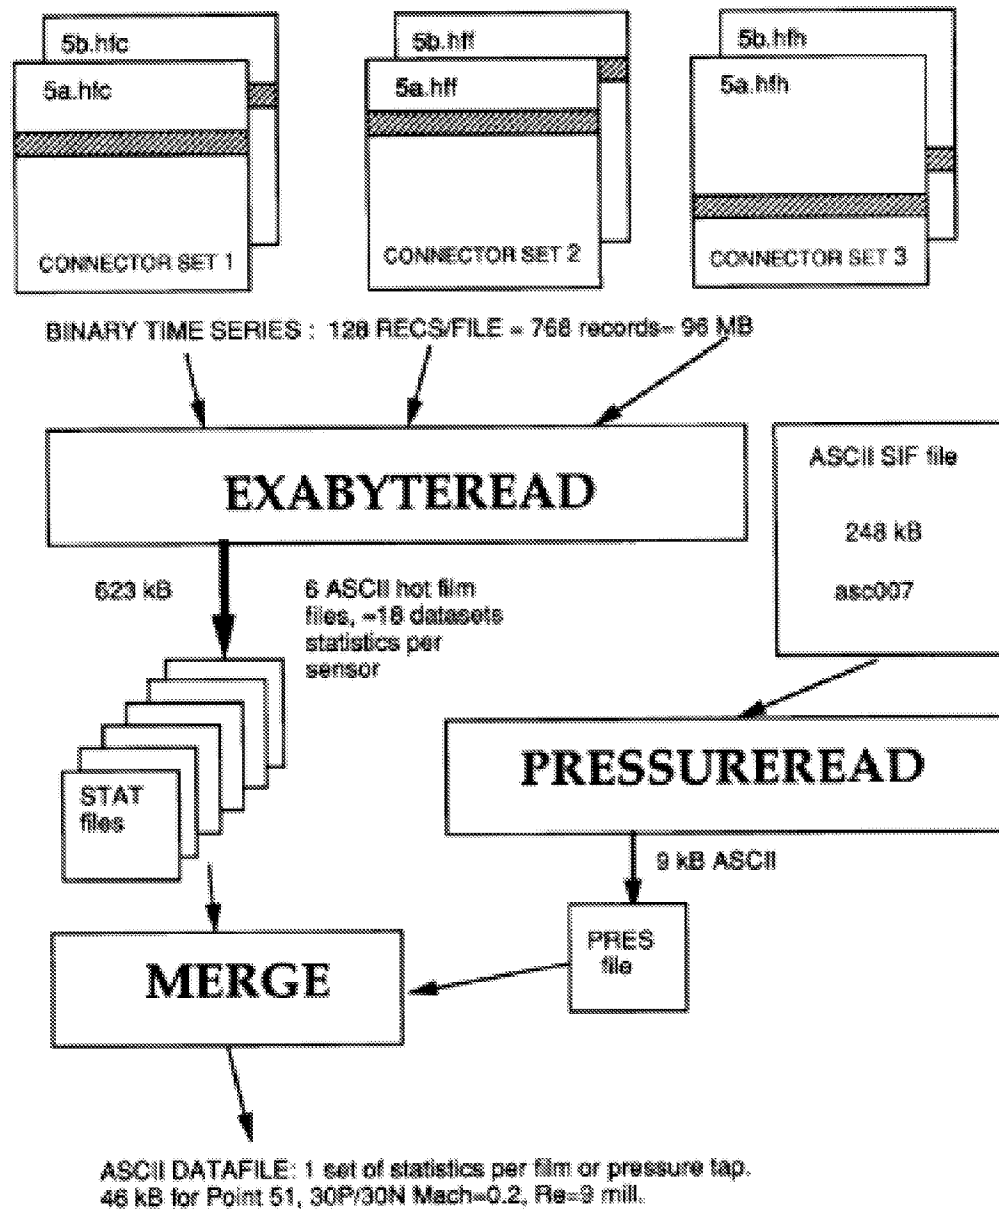 5b.hfc
5a.hfc
CONNECTOR SET 1
5b.hff
5a.hff
CONNECTOR SET 2
5b.hfh
5a.hfh
CONNECTOR SET 3
BINARY TIME SERIES : 128 RECS/FILE = 768 records= 96 MB
EXABYTEREAD
ASCII SIF file
248 kB
asc007
623 kB
6 ASCII hot film
files, ~18 datasets
statistics per
sensor
STAT
files
PRESSUREREAD
9 kB ASCII
PRES
file
MERGE
ASCII DATAFILE: 1 set of statistics per film or pressure tap.
46 kB for Point 51, 30P/30N Mach=0.2, Re=9 mill.